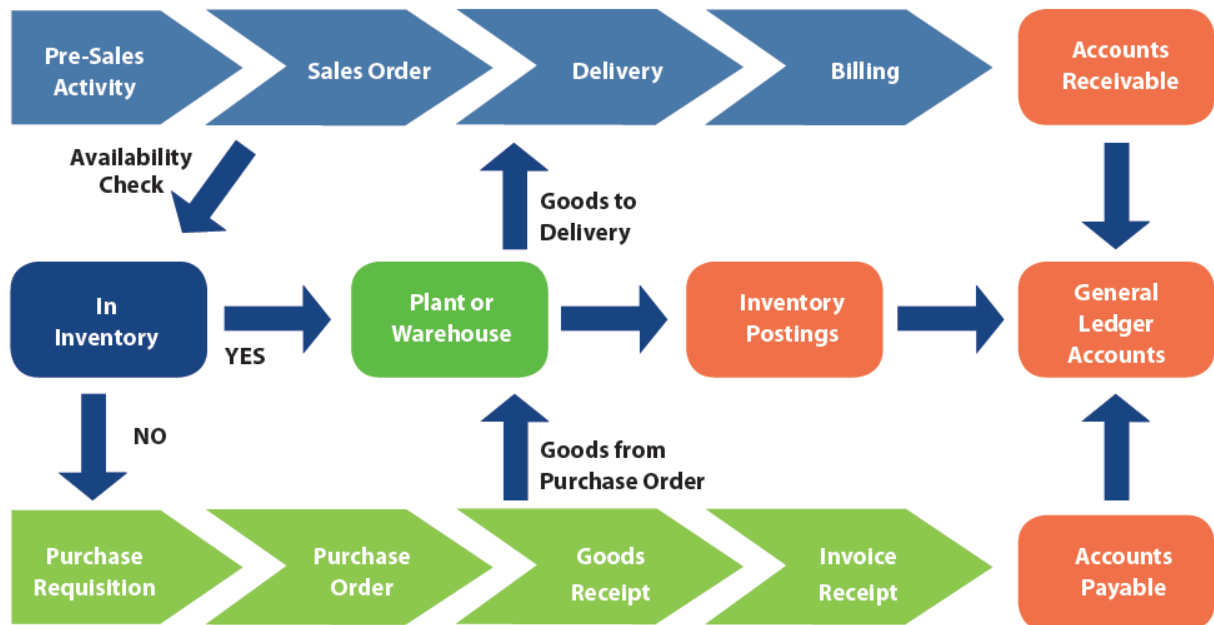 Pre-Sales
Activity
Sales Order
Delivery
Billing
Accounts
Receivable
Availability
Check
Goods to
Delivery
In
Inventory
YES
Plant or
Warehouse
Inventory
Postings
General
Ledger
Accounts
NO
Goods from
Purchase Order
Purchase
Requisition
Purchase
Order
Goods
Receipt
Invoice
Receipt
Accounts
Payable